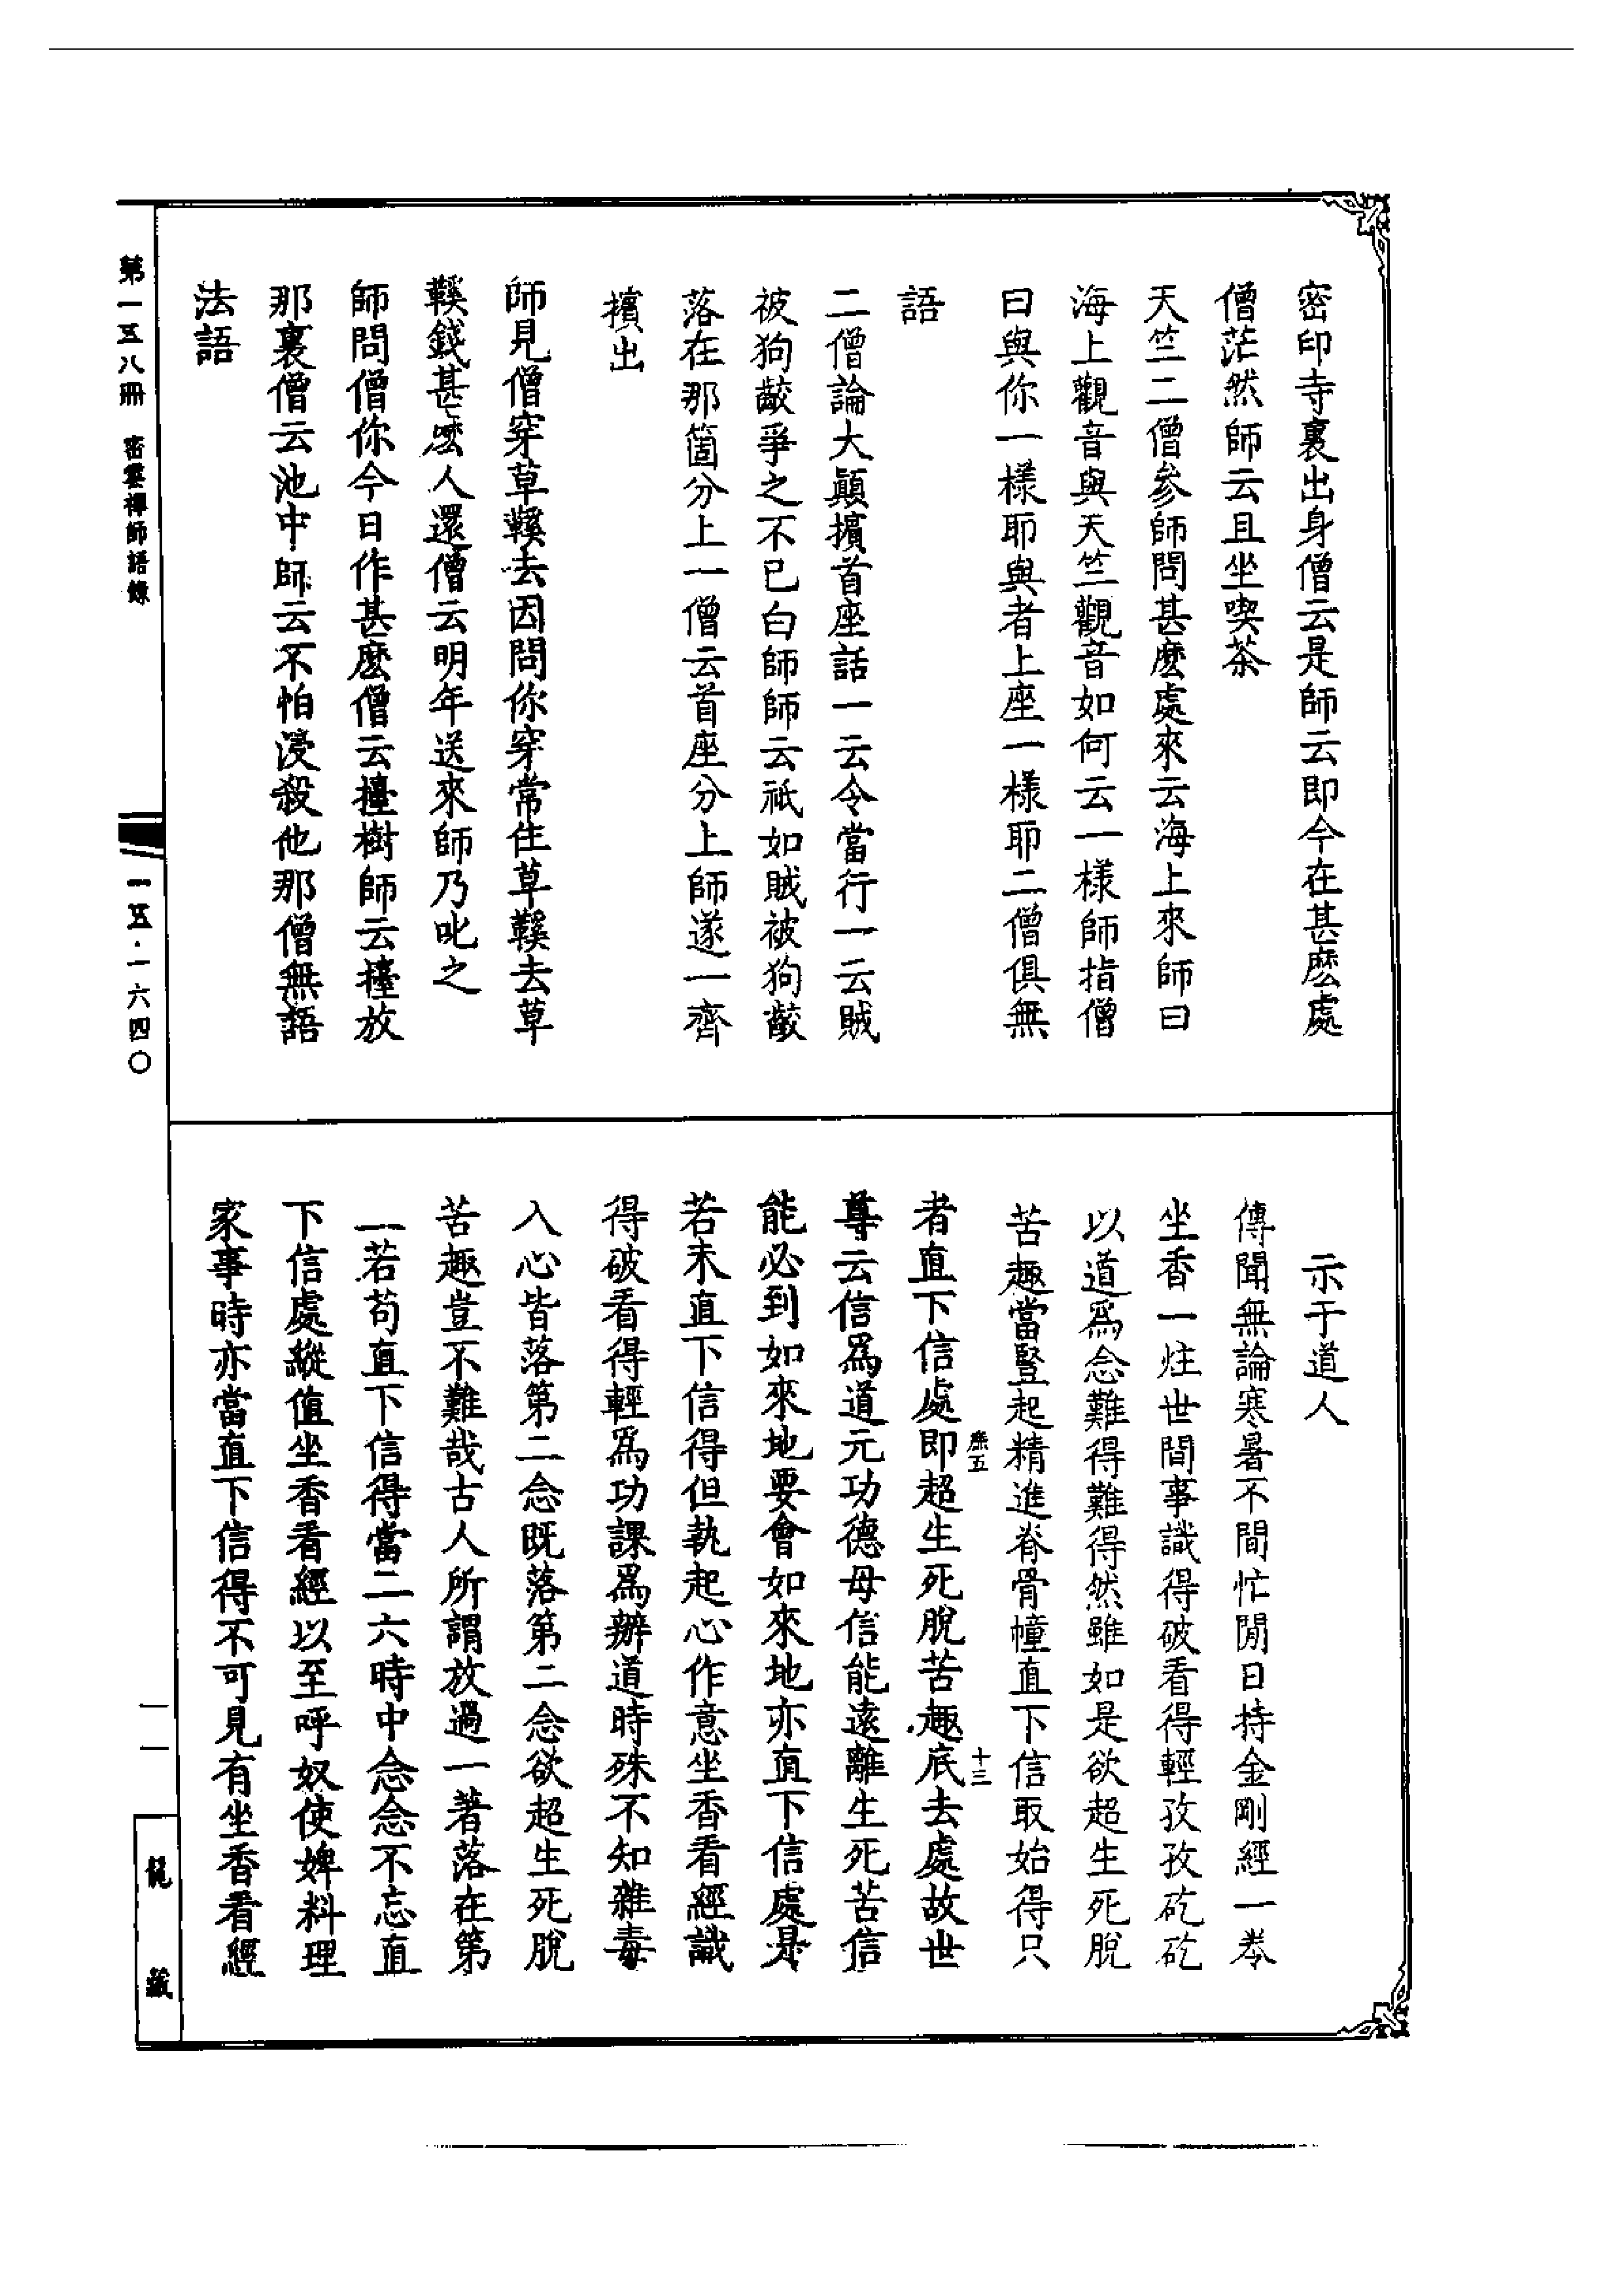 密印寺裏出身僧云是師云即今在甚麽處
僧茫然師云且坐喫茶
天竺二僧參師問甚麽處來云海上來師曰
海上觀音與天竺觀音如何云一樣師指僧
曰與你一樣耶與者上座一樣耶二僧俱無
語
二僧論大顛擯首座話一云令當行一云賊
被狗齩爭之不已白師師云祇如賊被狗齩
落在那箇分上一僧云首座分上師遂一齊
擯出
師見僧穿草鞵去因問你穿常住草鞵去草
鞵錢甚麽人還僧云明年送來師乃叱之
師問僧你今日作甚麽僧云擡樹師云擡放
那裏僧云池中師云不怕浸殺他那僧無語
法語
示于道人
傳聞無論寒暑不間忙閒日持金剛經一卷
坐香一炷世間事識得破看得輕孜孜矻矻
以道爲念難得難得然雖如是欲超生死脫
苦趣當豎起精進脊骨幢直下信取始得只
者直下信處即超生死脫苦趣底去處故世
尊云信爲道元功德母信能遠離生死苦信
能必到如來地要會如來地亦直下信處是
若未直下信得但執起心作意坐香看經識
得破看得輕爲功課爲辦道時殊不知雜毒
入心皆落第二念既落第二念欲超生死脫
苦趣豈不難哉古人所謂放過一著落在第
二若苟直下信得當二六時中念念不忘直
下信處縱值坐香看經以至呼奴使婢料理
家事時亦當直下信得不可見有坐香看經
五
十三
第一五八冊
密雲禪師語錄
一五·一六四〇
一一
龍藏